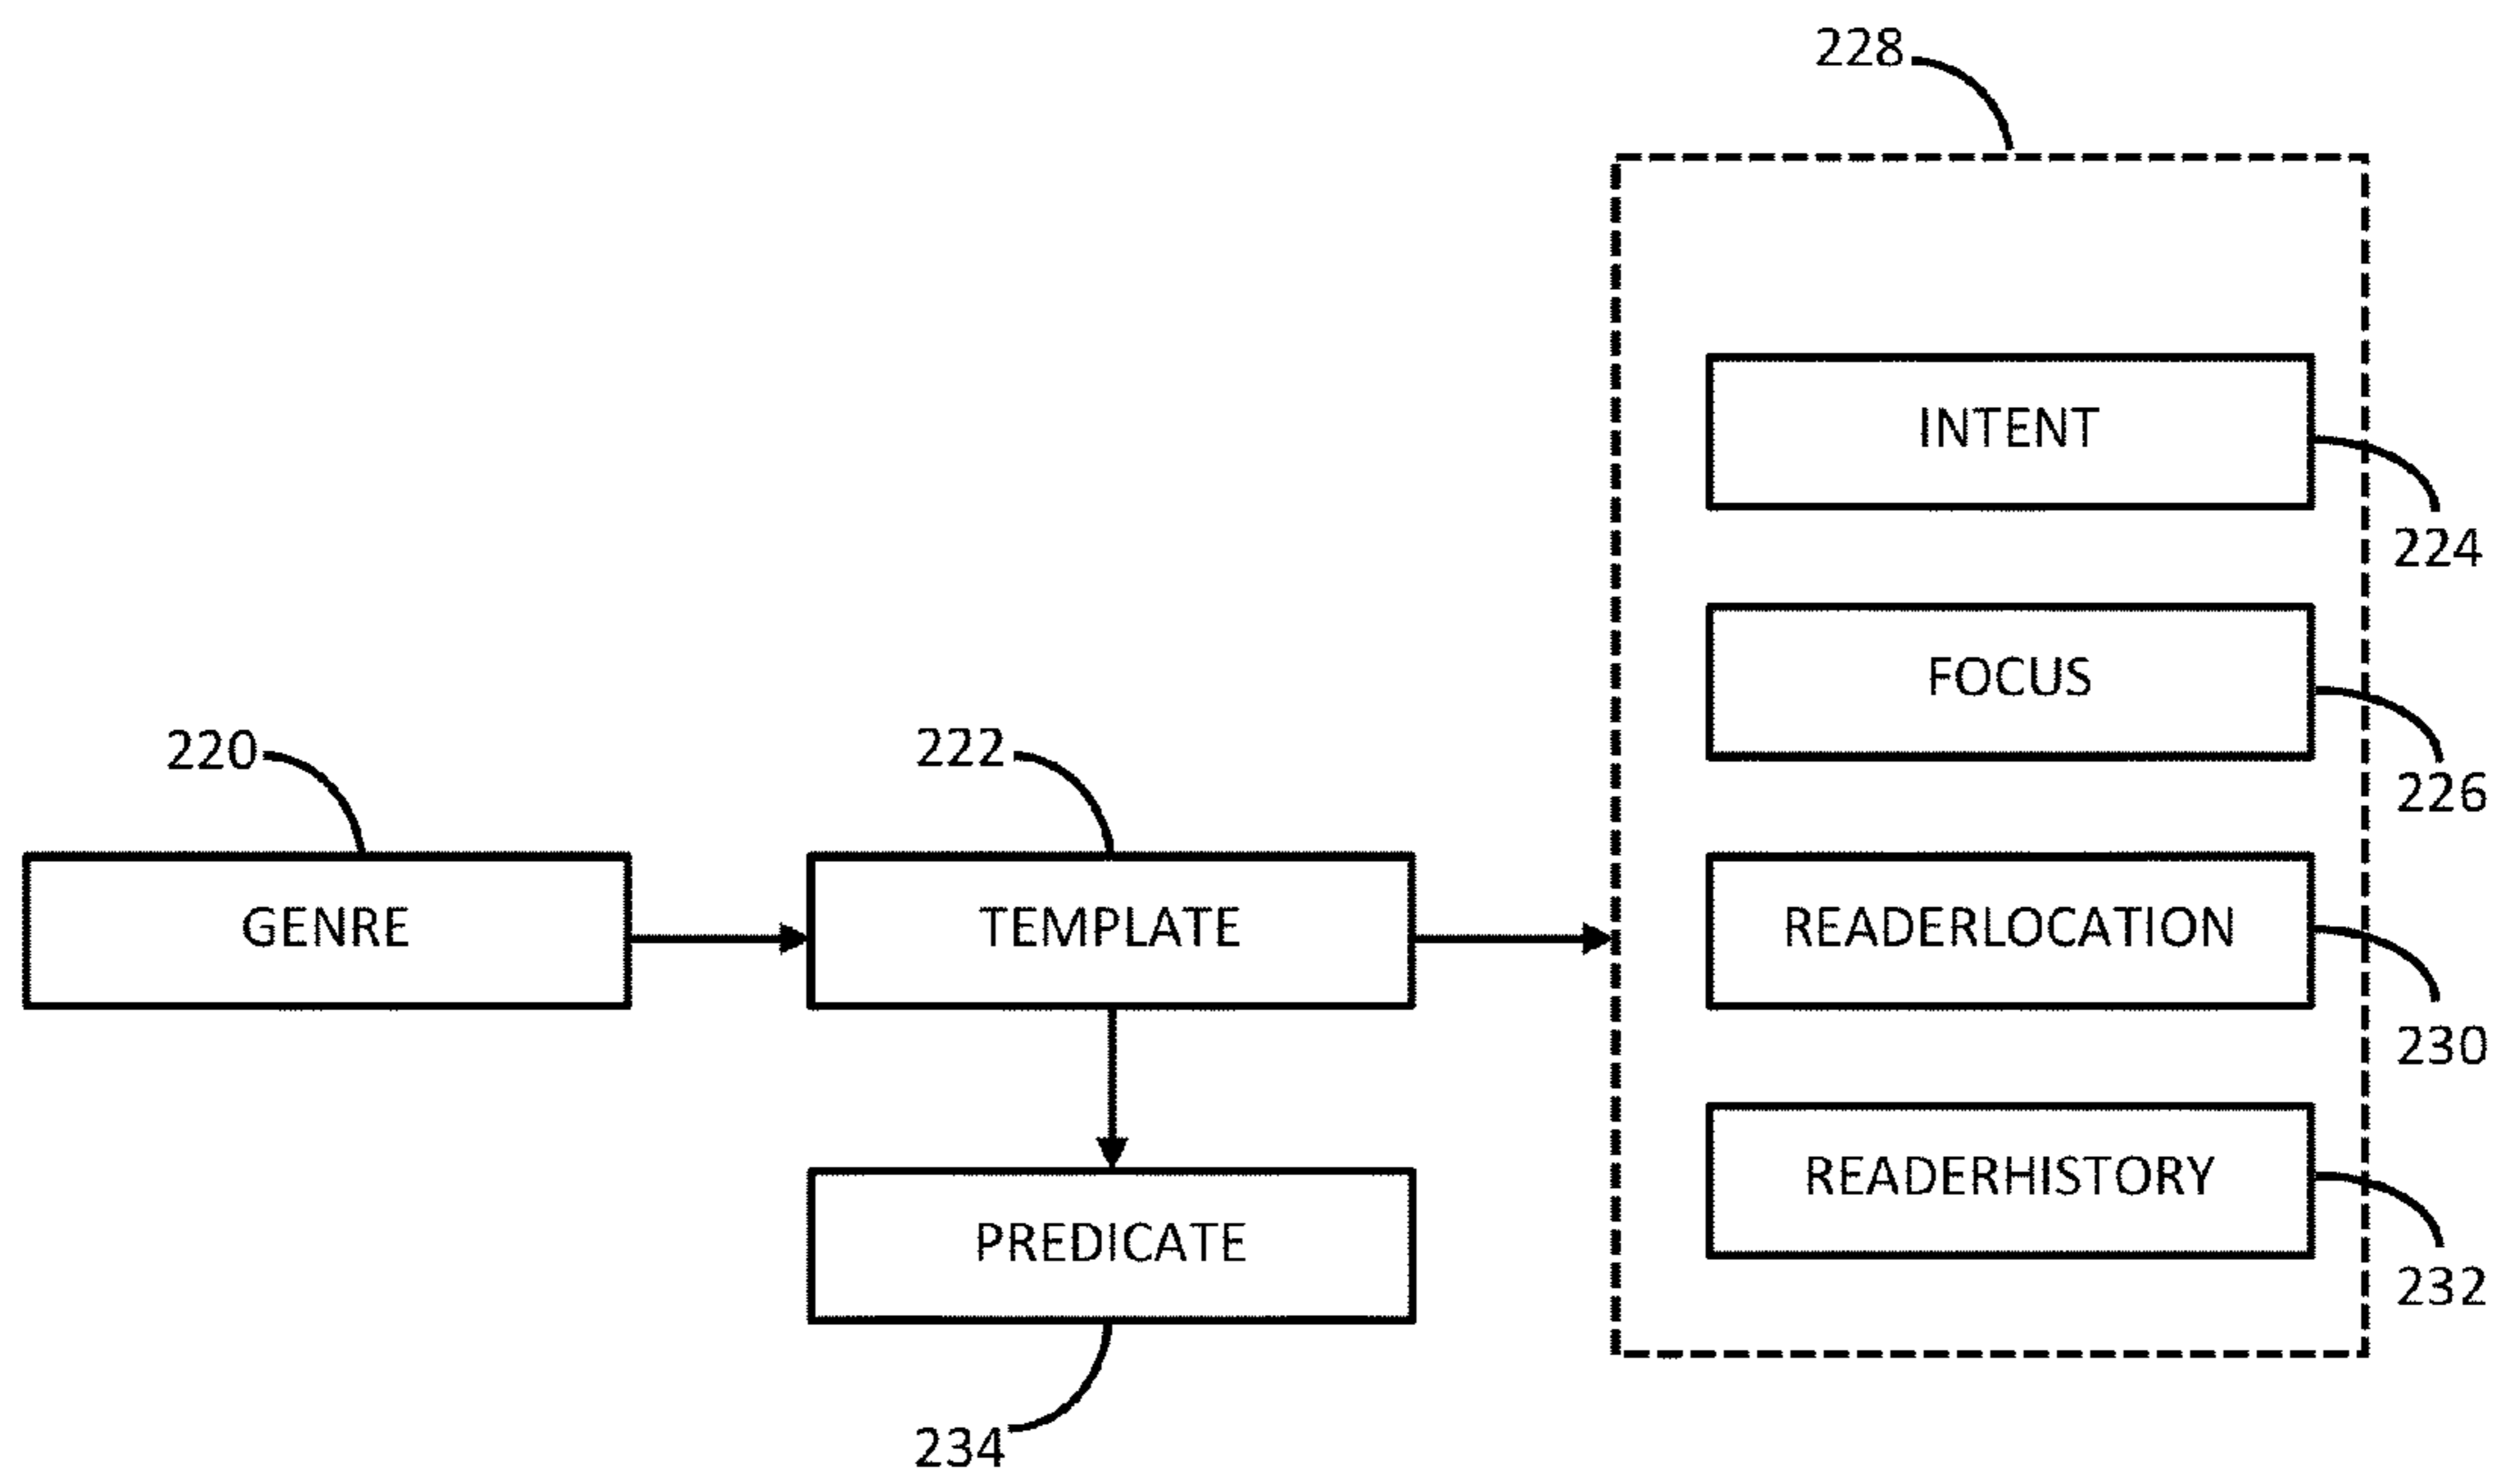 228
INTENT
224
FOCUS
226
220
222
GENRE
TEMPLATE
READERLOCATION
230
PREDICATE
READERHISTORY
232
234